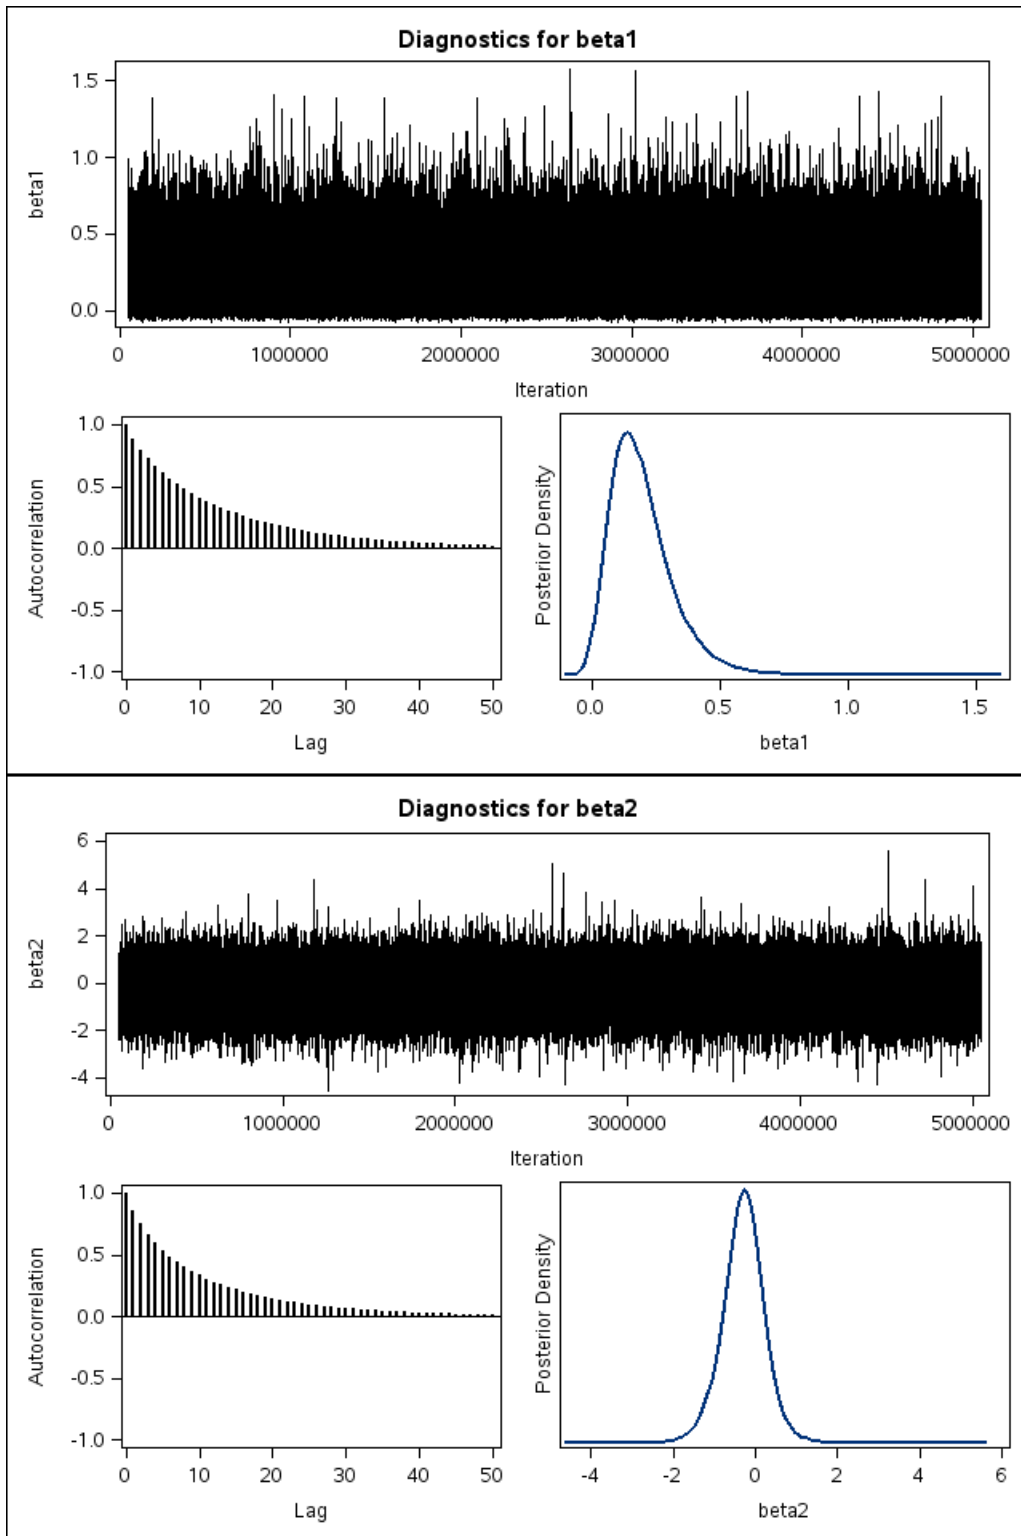 Diagnostics for beta1
1.5
1.0
0.5
0.0
beta1
0 1000000 2000000 3000000 4000000 5000000
Iteration
1.0
0.5
0.0
-0.5
-1.0
Autocorrelation
0 10 20 30 40 50
Lag
Posterior Density
0.0 0.5 1.0 1.5
beta1
Diagnostics for beta2
6
4
2
0
-2
-4
beta2
0 1000000 2000000 3000000 4000000 5000000
Iteration
1.0
0.5
0.0
-0.5
-1.0
Autocorrelation
0 10 20 30 40 50
Lag
Posterior Density
-4 -2 0 2 4 6
beta2